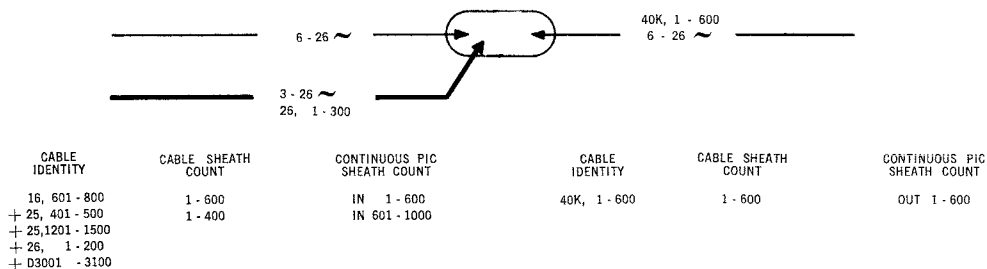 40K, 1 - 600
6 - 26 ~
6 - 26 ~
3 - 26 ~
26, 1 - 300
CABLE IDENTITY
CABLE SHEATH COUNT
CONTINUOUS PIC SHEATH COUNT
CABLE IDENTITY
CABLE SHEATH COUNT
CONTINUOUS PIC SHEATH COUNT
16, 601 - 800 1 - 600 IN 1 - 600 40K, 1 - 600 1 - 600 OUT 1 - 600
+ 25, 401 - 500 1 - 400 IN 601 - 1000
+ 25,1201 - 1500
+ 26, 1 - 200
+ D3001 - 3100